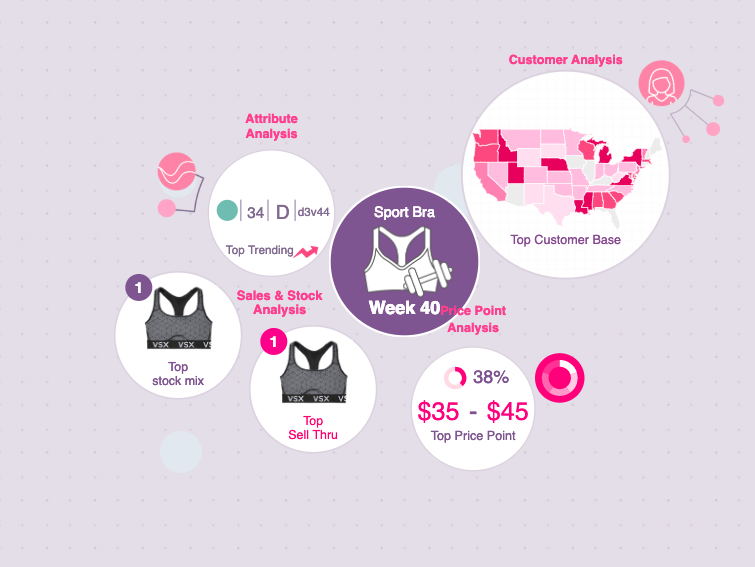 Customer Analysis
Attribute
Analysis
34
D
d3v44
Top Trending
Sport Bra
Week 40
Top Customer Base
1
VSX
VSX
VS
Top
stock mix
Sales & Stock
Analysis
1
VSX
VSX
VS
Top
Sell Thru
Price Point
Analysis
38%
$35 - $45
Top Price Point